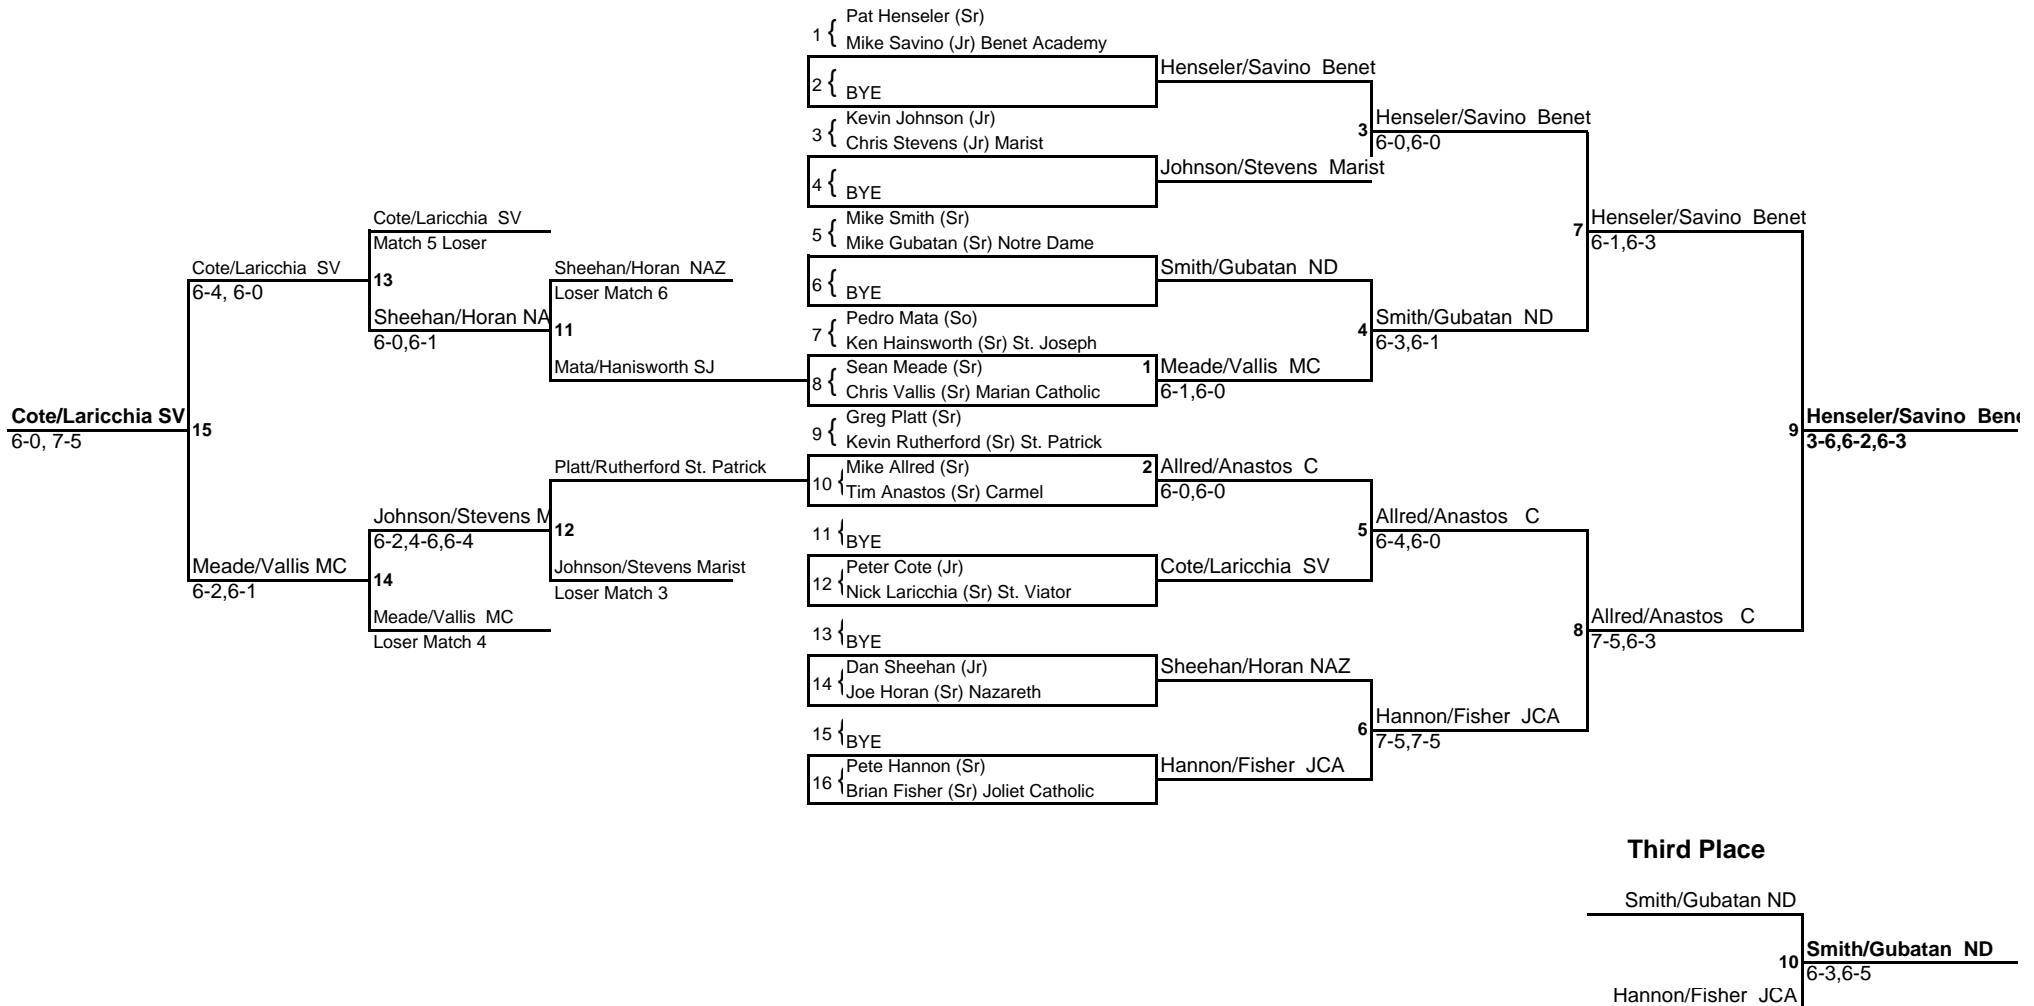 1 { Pat Henseler (Sr)
Mike Savino (Jr) Benet Academy
2 { BYE
3 { Kevin Johnson (Jr)
Chris Stevens (Jr) Marist
4 { BYE
5 { Mike Smith (Sr)
Mike Gubatan (Sr) Notre Dame
6 { BYE
7 { Pedro Mata (So)
Ken Hainsworth (Sr) St. Joseph
8 { Sean Meade (Sr)
Chris Vallis (Sr) Marian Catholic
9 { Greg Platt (Sr)
Kevin Rutherford (Sr) St. Patrick
10 { Mike Allred (Sr)
Tim Anastos (Sr) Carmel
11 { BYE
12 { Peter Cote (Jr)
Nick Laricchia (Sr) St. Viator
13 { BYE
14 { Dan Sheehan (Jr)
Joe Horan (Sr) Nazareth
15 { BYE
16 { Pete Hannon (Sr)
Brian Fisher (Sr) Joliet Catholic
Henseler/Savino Benet
Johnson/Stevens Marist
Smith/Gubatan ND
1 Meade/Vallis MC
6-1,6-0
2 Allred/Anastos C
6-0,6-0
Cote/Laricchia SV
Sheehan/Horan NAZ
Hannon/Fisher JCA
3 Henseler/Savino Benet
6-0,6-0
4 Smith/Gubatan ND
6-3,6-1
5 Allred/Anastos C
6-4,6-0
6 Hannon/Fisher JCA
7-5,7-5
7 Henseler/Savino Benet
6-1,6-3
8 Allred/Anastos C
7-5,6-3
9 Henseler/Savino Bene
3-6,6-2,6-3
Sheehan/Horan NAZ
Loser Match 6
11
Mata/Hanisworth SJ
Platt/Rutherford St. Patrick
12
Johnson/Stevens Marist
Loser Match 3
Cote/Laricchia SV
Match 5 Loser
13
Sheehan/Horan NA
6-0,6-1
Johnson/Stevens M
6-2,4-6,6-4
14
Meade/Vallis MC
Loser Match 4
Cote/Laricchia SV
6-4, 6-0
15
Meade/Vallis MC
6-2,6-1
Cote/Laricchia SV
6-0, 7-5
Third Place
Smith/Gubatan ND
10 Smith/Gubatan ND
6-3,6-5
Hannon/Fisher JCA